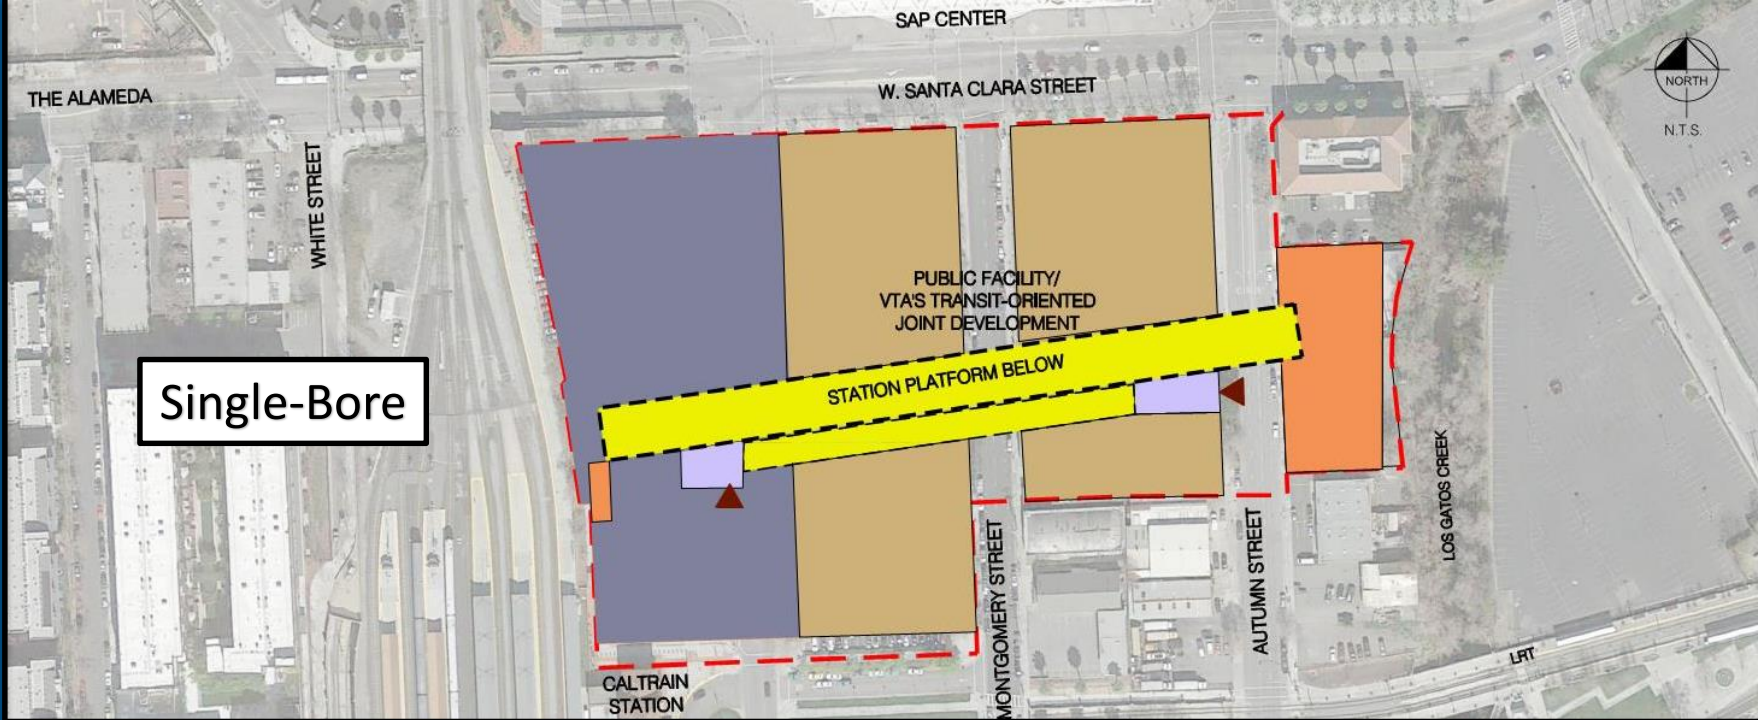 SAP CENTER
THE ALAMEDA
W. SANTA CLARA STREET
NORTH
N.T.S.
WHITE STREET
PUBLIC FACILITY/
VTA'S TRANSIT-ORIENTED
JOINT DEVELOPMENT
STATION PLATFORM BELOW
Single-Bore
LOS GATOS CREEK
MONTGOMERY STREET
AUTUMN STREET
LRT
CALTRAIN
STATION